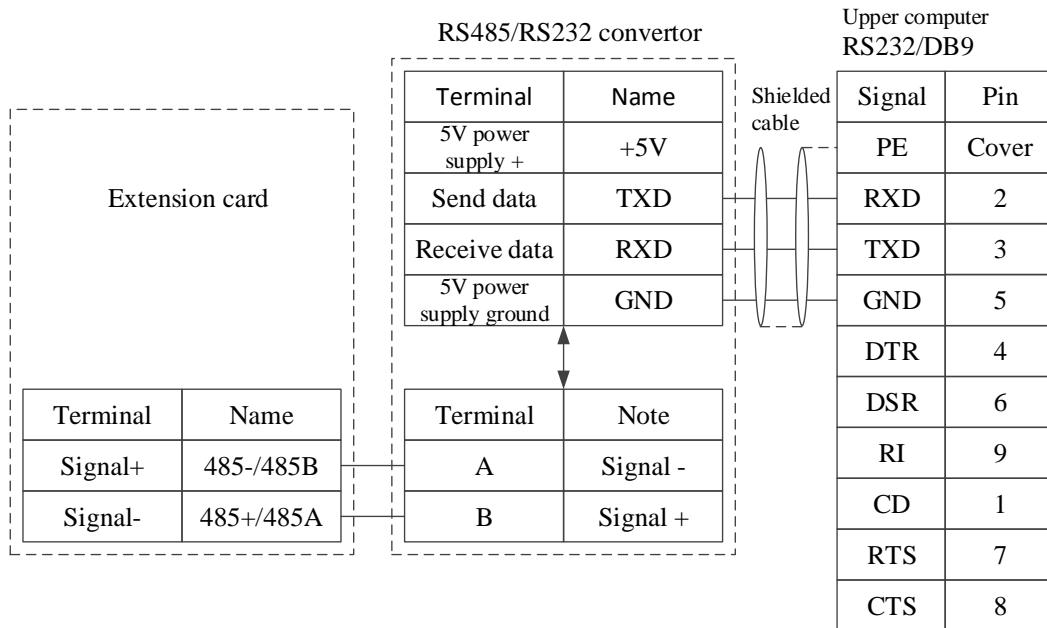 Upper computer
RS232/DB9
RS485/RS232 convertor
Terminal Name
5V power
supply +
+5V
Send data TXD
Receive data RXD
5V power
supply ground
GND
Shielded
cable
Signal Pin
PE Cover
RXD 2
TXD 3
GND 5
DTR 4
DSR 6
RI 9
CD 1
RTS 7
CTS 8
Extension card
Terminal Name
Signal+ 485-/485B
Signal- 485+/485A
Terminal Note
A Signal -
B Signal +